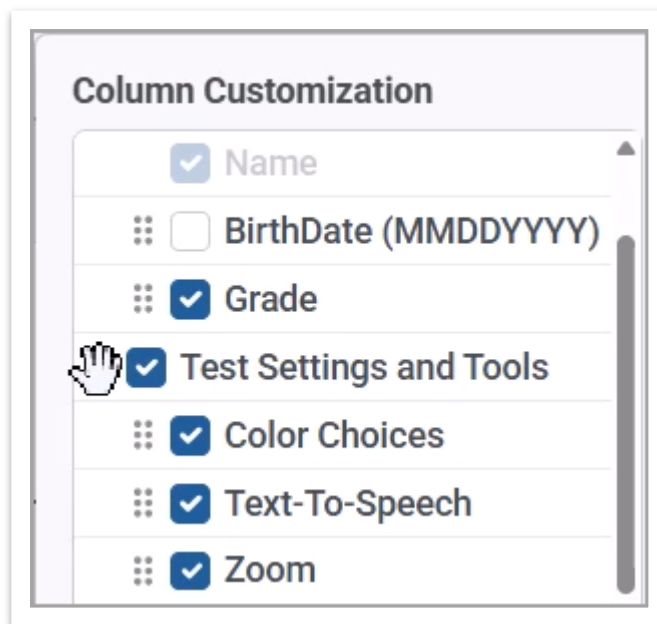 Column Customization
Name
BirthDate (MMDDYYYY)
Grade
Test Settings and Tools
Color Choices
Text-To-Speech
Zoom